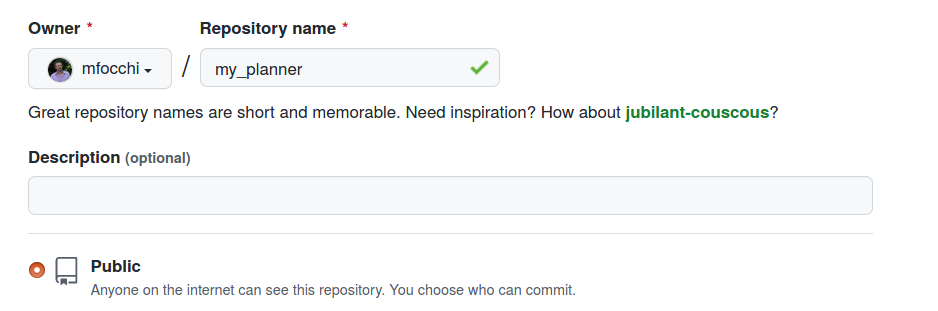 Owner * Repository name *
mfocchi / my_planner
Great repository names are short and memorable. Need inspiration? How about jubilant-couscous?
Description (optional)
Public
Anyone on the internet can see this repository. You choose who can commit.